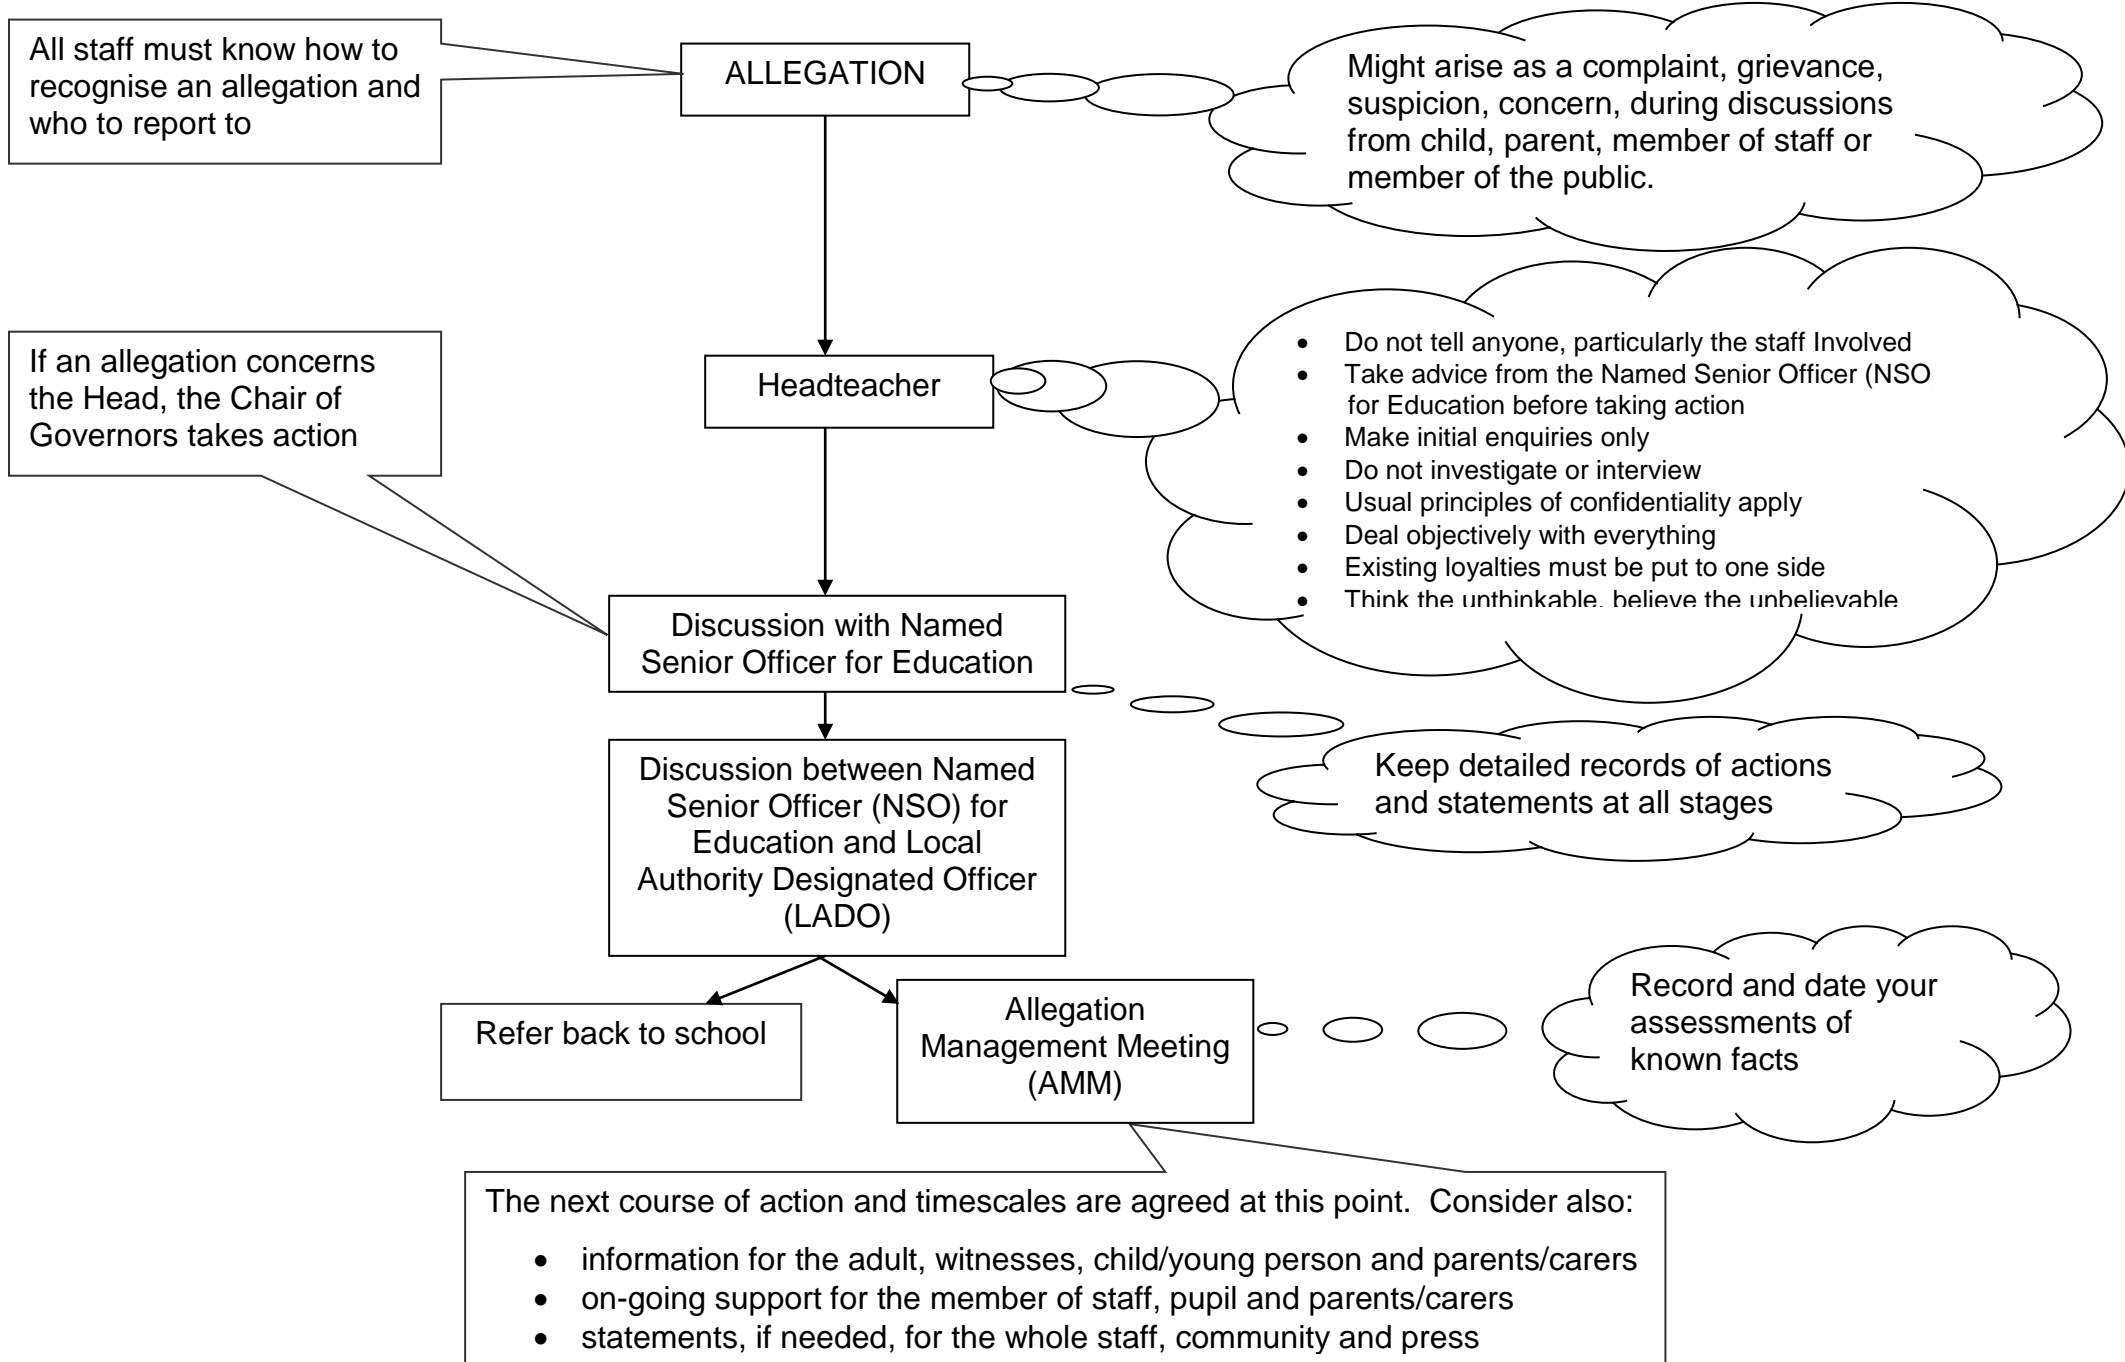 All staff must know how to
recognise an allegation and
who to report to
ALLEGATION
Might arise as a complaint, grievance,
suspicion, concern, during discussions
from child, parent, member of staff or
member of the public.
If an allegation concerns
the Head, the Chair of
Governors takes action
Headteacher
• Do not tell anyone, particularly the staff Involved
• Take advice from the Named Senior Officer (NSO
for Education before taking action
• Make initial enquiries only
• Do not investigate or interview
• Usual principles of confidentiality apply
• Deal objectively with everything
• Existing loyalties must be put to one side
• Think the unthinkable, believe the unbelievable
Discussion with Named
Senior Officer for Education
Keep detailed records of actions
and statements at all stages
Discussion between Named
Senior Officer (NSO) for
Education and Local
Authority Designated Officer
(LADO)
Refer back to school
Allegation
Management Meeting
(AMM)
Record and date your
assessments of
known facts
The next course of action and timescales are agreed at this point.  Consider also:
• information for the adult, witnesses, child/young person and parents/carers
• on-going support for the member of staff, pupil and parents/carers
• statements, if needed, for the whole staff, community and press